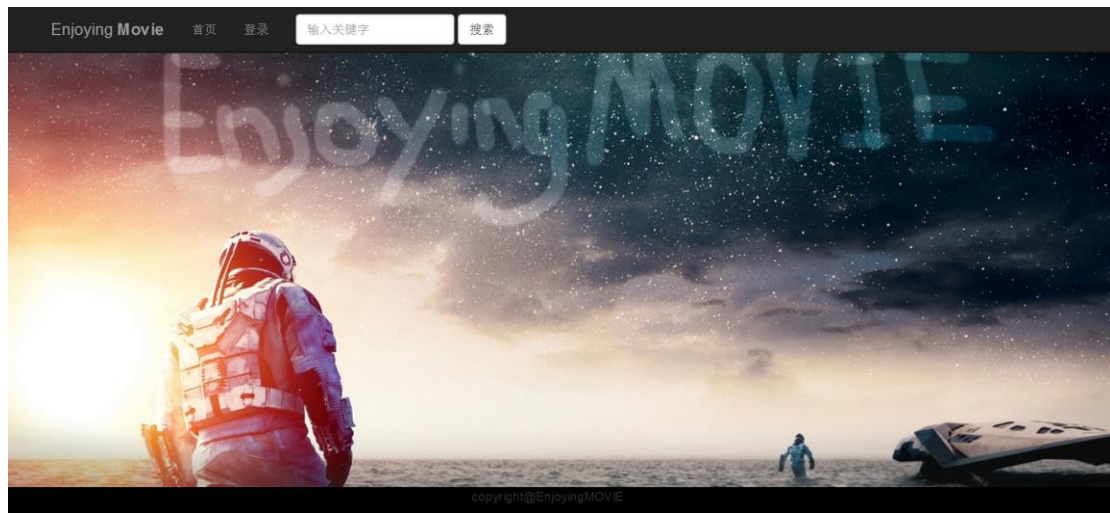 Enjoying Movie 首页 登录 输入关键字 搜索
Enjoying MOVIE
copyright@EnjoyingMOVIE